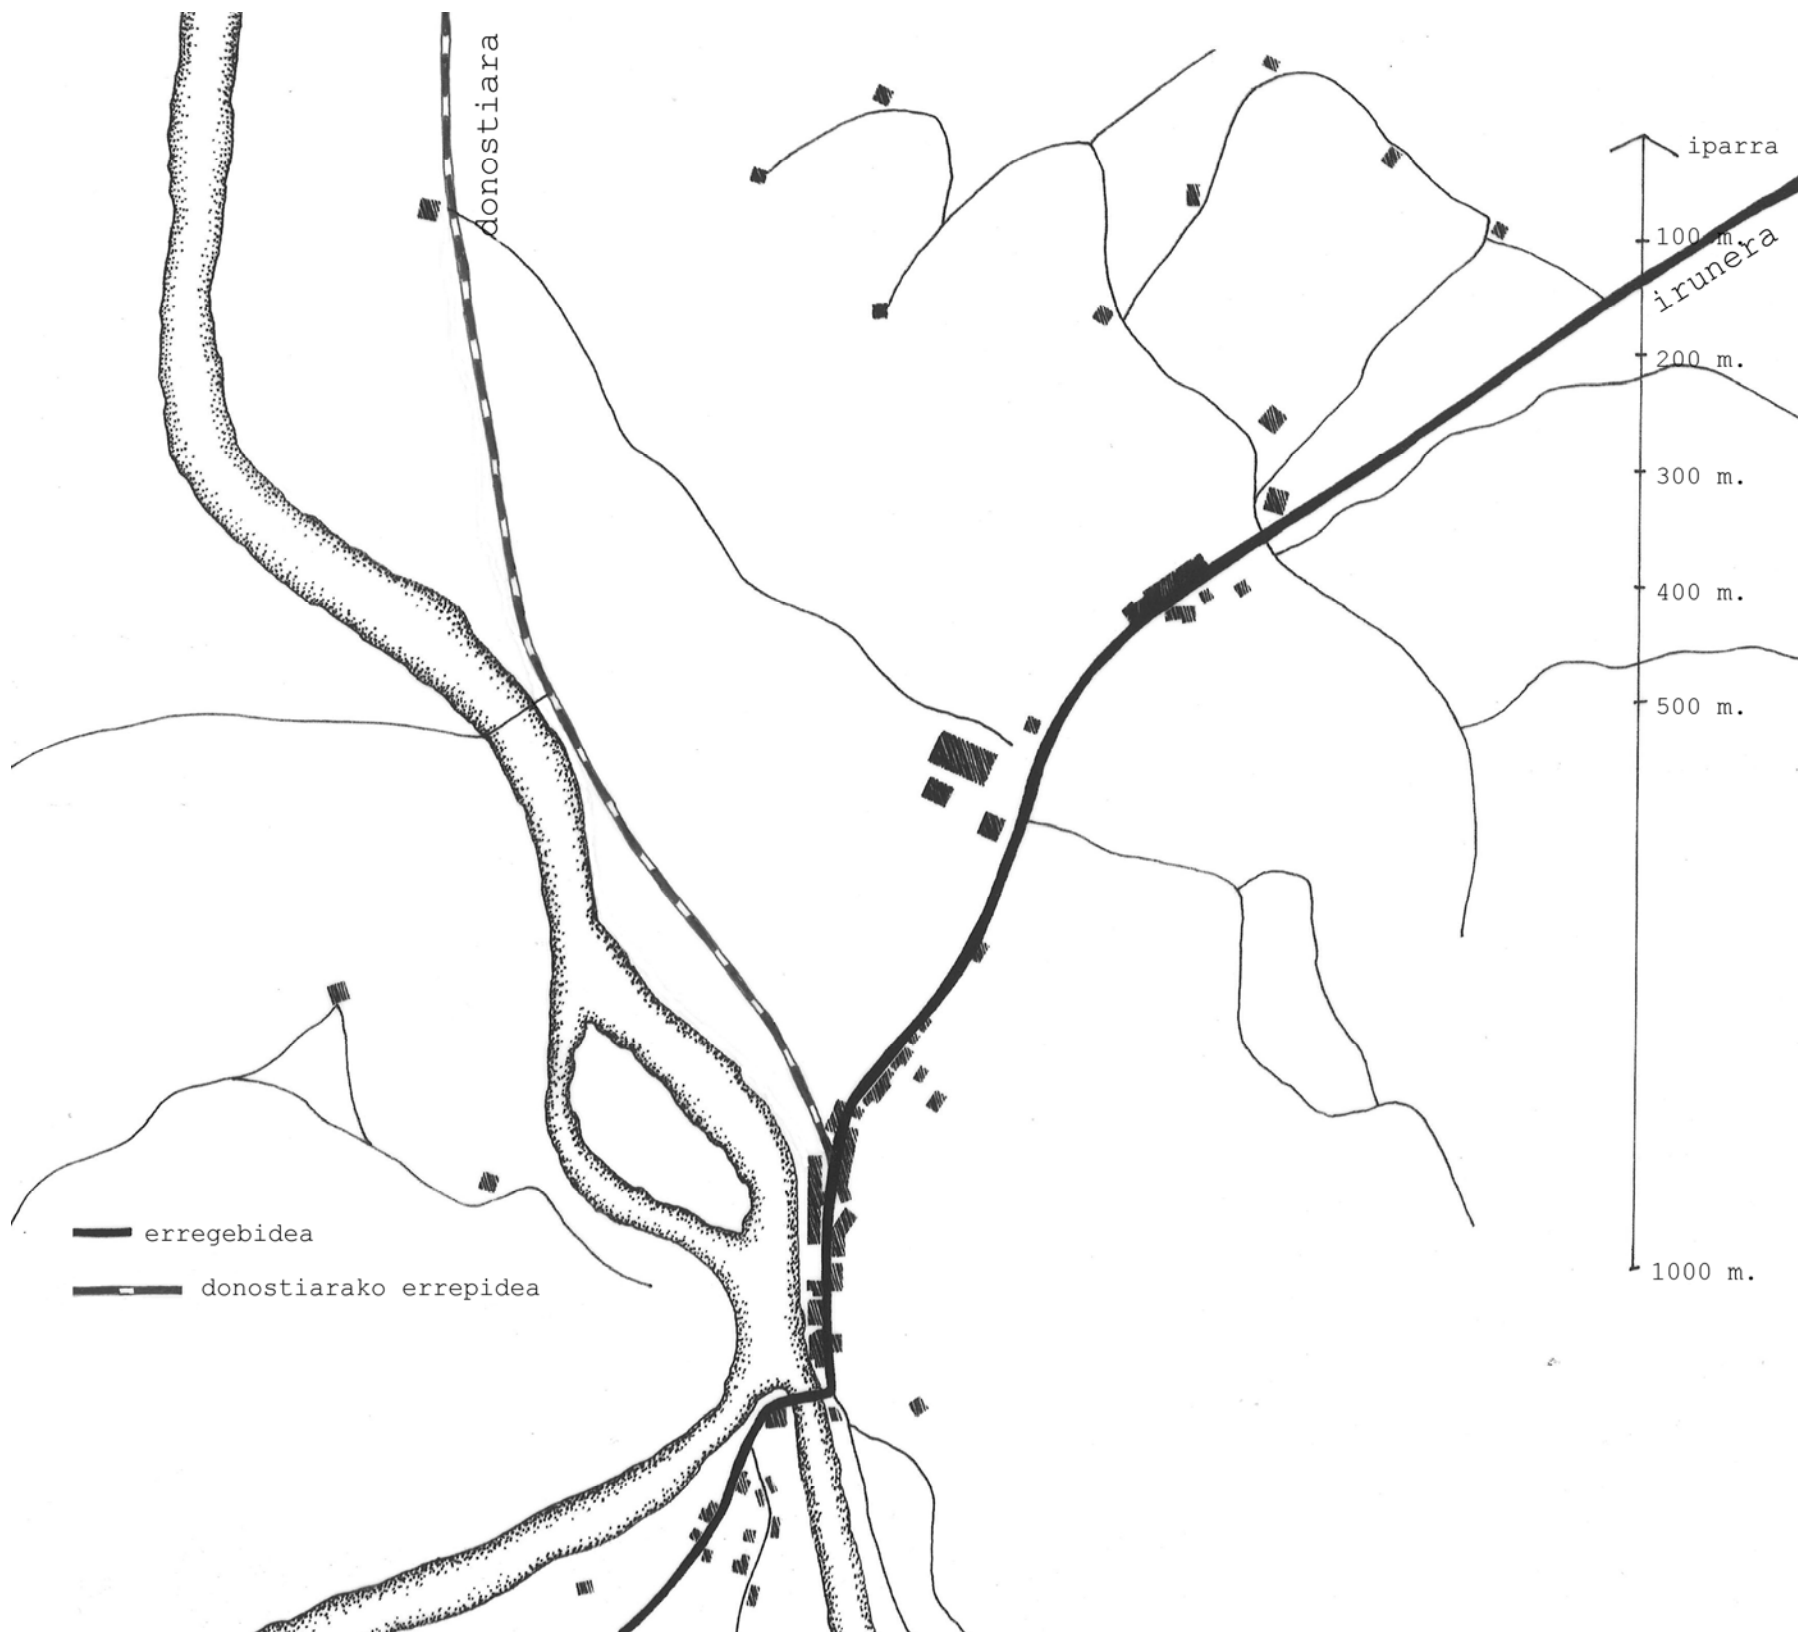 donostiara
iparra
100 m.
irunera
200 m.
300 m.
400 m.
500 m.
erregebidea
donostiarako errepidea
1000 m.